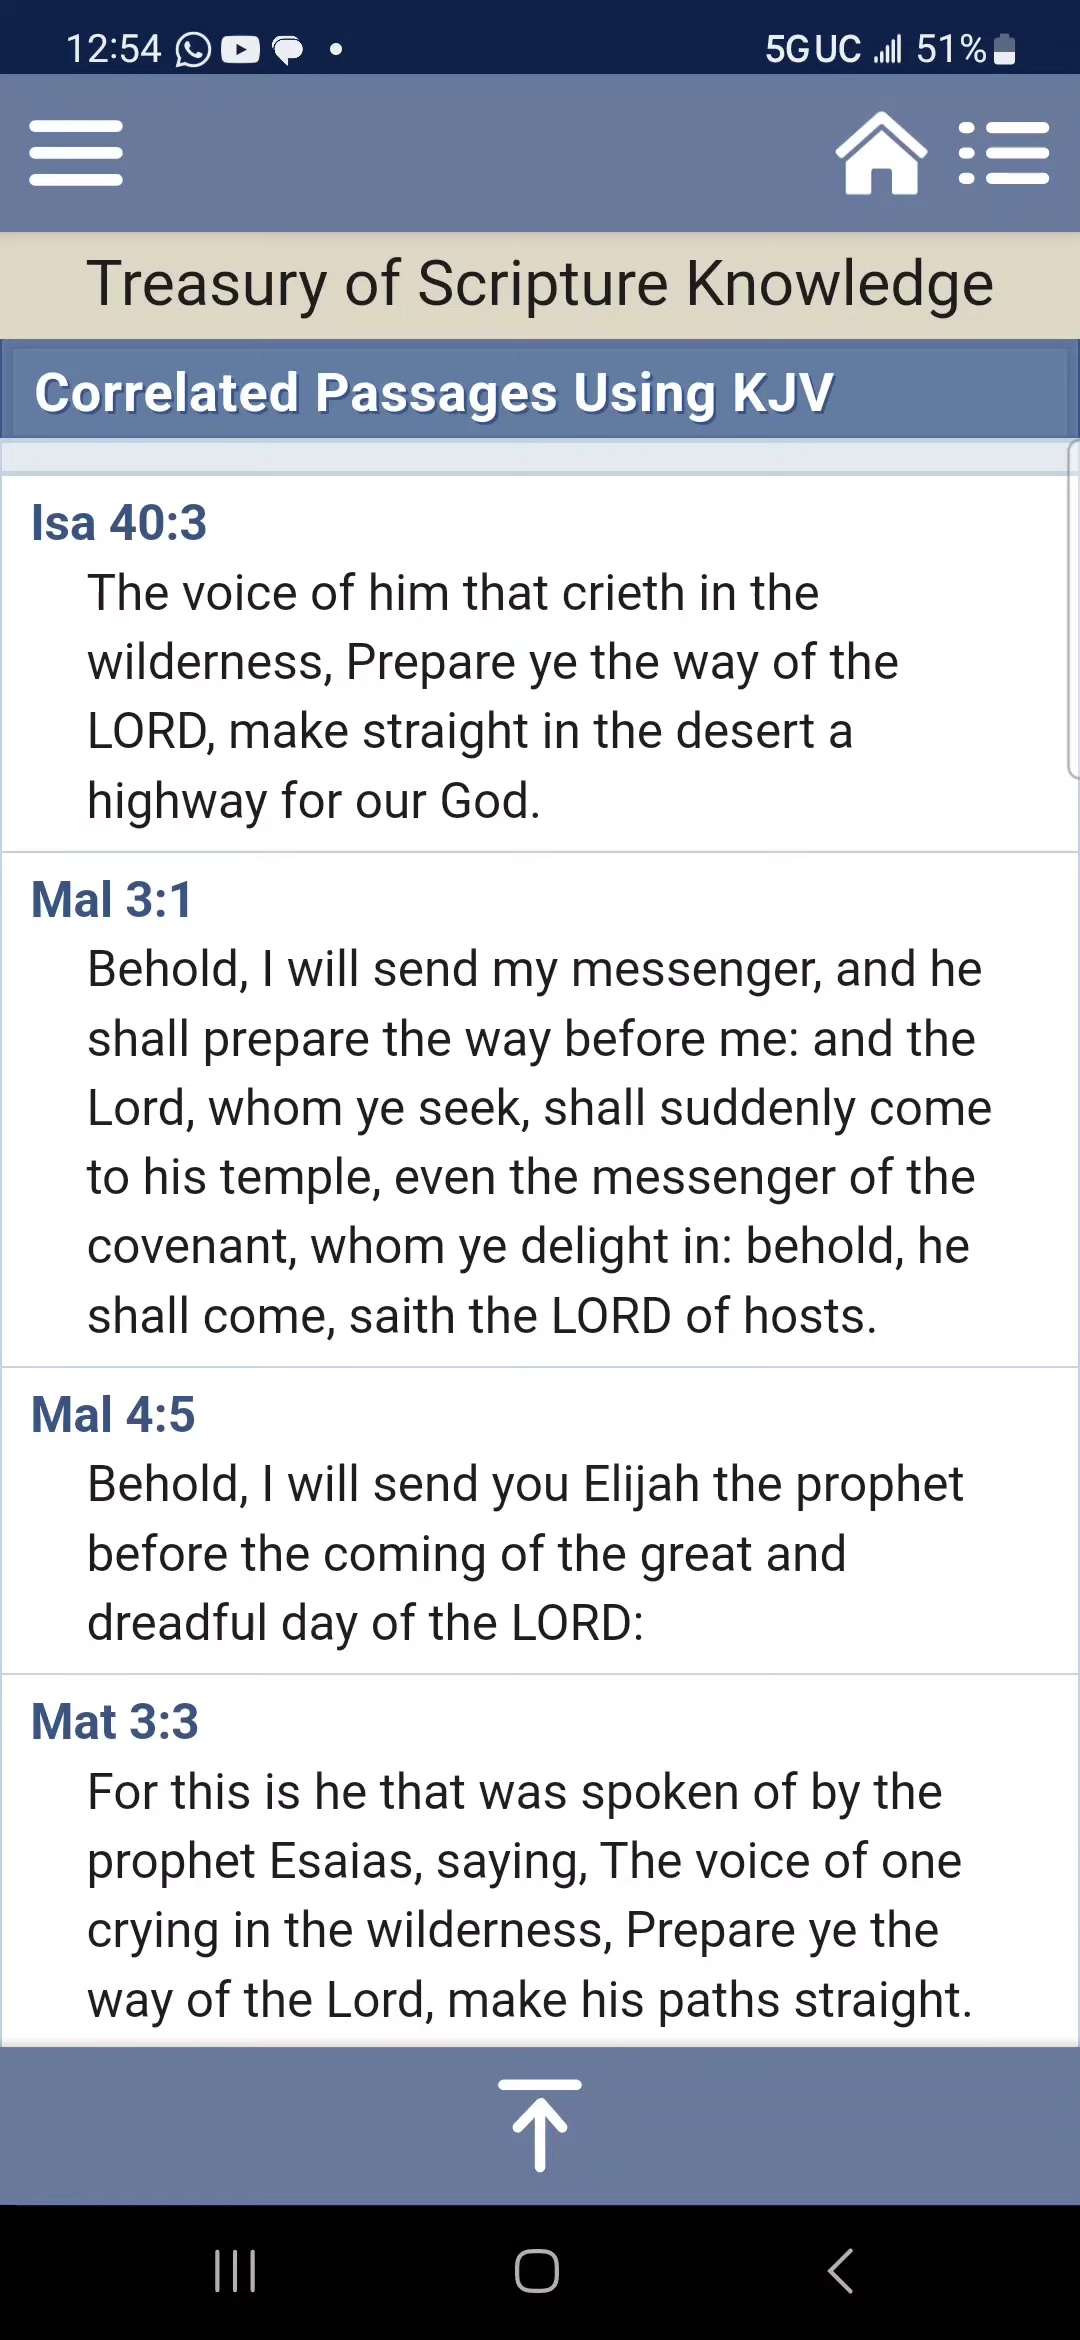 12:54
5G UC 51%
Treasury of Scripture Knowledge
Correlated Passages Using KJV
Isa 40:3
The voice of him that crieth in the
wilderness, Prepare ye the way of the
LORD, make straight in the desert a
highway for our God.
Mal 3:1
Behold, I will send my messenger, and he
shall prepare the way before me: and the
Lord, whom ye seek, shall suddenly come
to his temple, even the messenger of the
covenant, whom ye delight in: behold, he
shall come, saith the LORD of hosts.
Mal 4:5
Behold, I will send you Elijah the prophet
before the coming of the great and
dreadful day of the LORD:
Mat 3:3
For this is he that was spoken of by the
prophet Esaias, saying, The voice of one
crying in the wilderness, Prepare ye the
way of the Lord, make his paths straight.